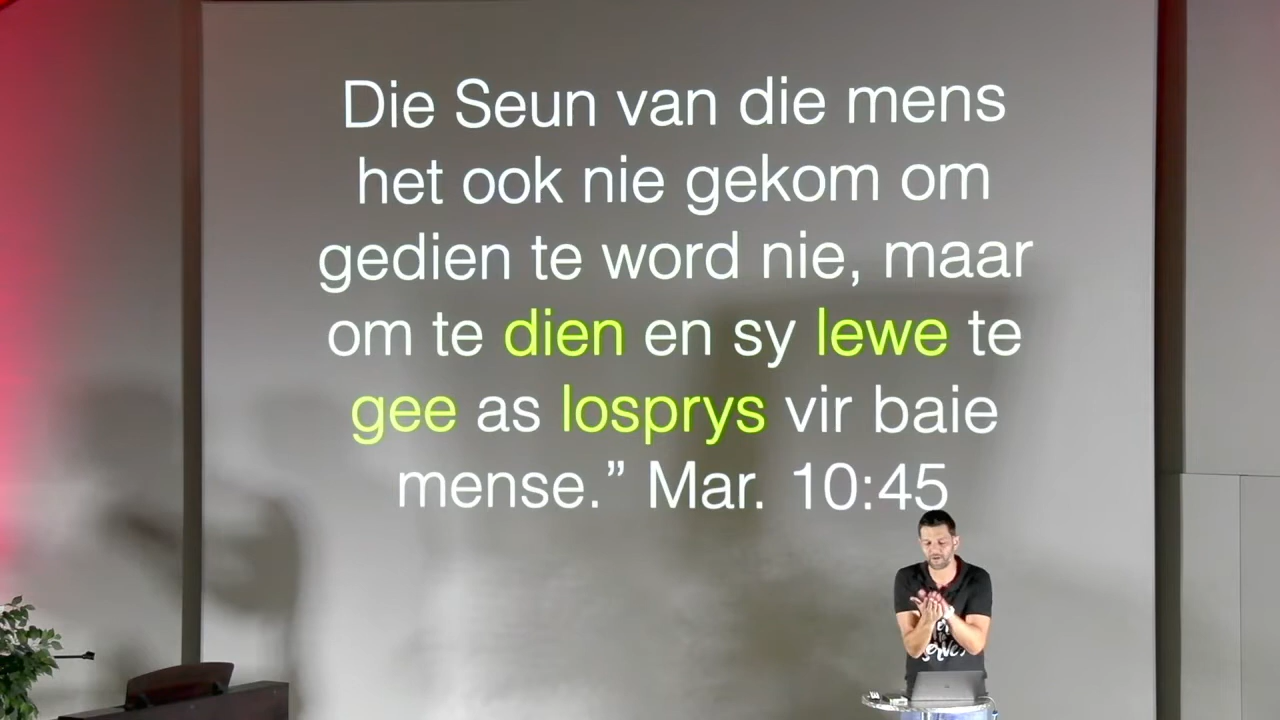 Die Seun van die mens
het ook nie gekom om
gedien te word nie, maar
om te dien en sy lewe te
gee as losprys vir baie
mense.” Mar. 10:45